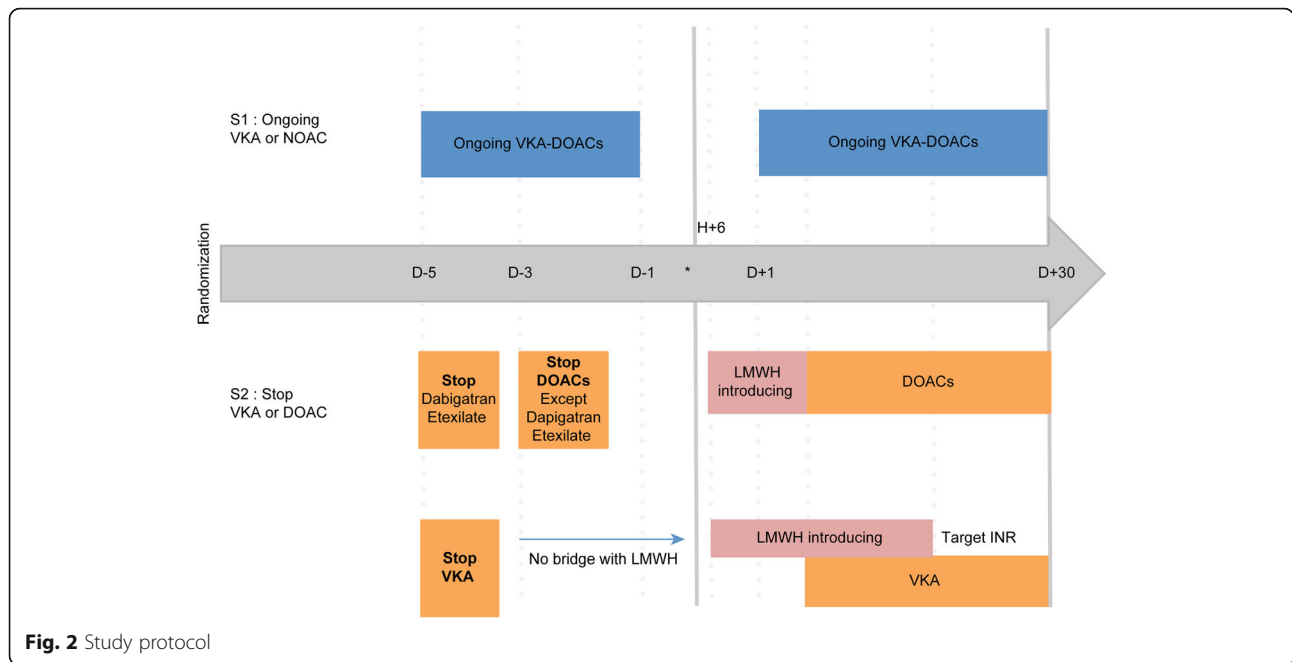 S1 : Ongoing
VKA or NOAC
Ongoing VKA-DOACs
Ongoing VKA-DOACs
Randomization
H+6
D-5
D-3
D-1
*
D+1
D+30
S2 : Stop
VKA or DOAC
Stop
Dabigatran
Etexilate
Stop
DOACs
Except
Dapigatran
Etexilate
LMWH
introducing
DOACs
Stop
VKA
No bridge with LMWH
LMWH introducing
Target INR
VKA
Fig. 2 Study protocol